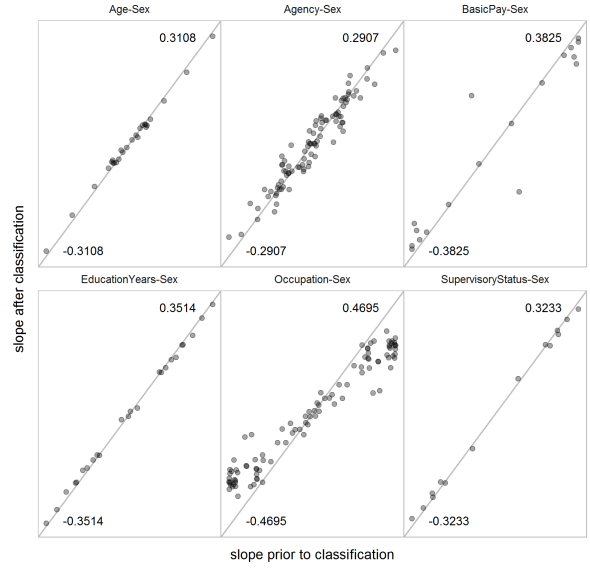 Age-Sex
Agency-Sex
BasicPay-Sex
0.3108
0.2907
0.3825
-0.3108
-0.2907
-0.3825
EducationYears-Sex
Occupation-Sex
SupervisoryStatus-Sex
0.3514
0.4695
0.3233
-0.3514
-0.4695
-0.3233
slope after classification
slope prior to classification